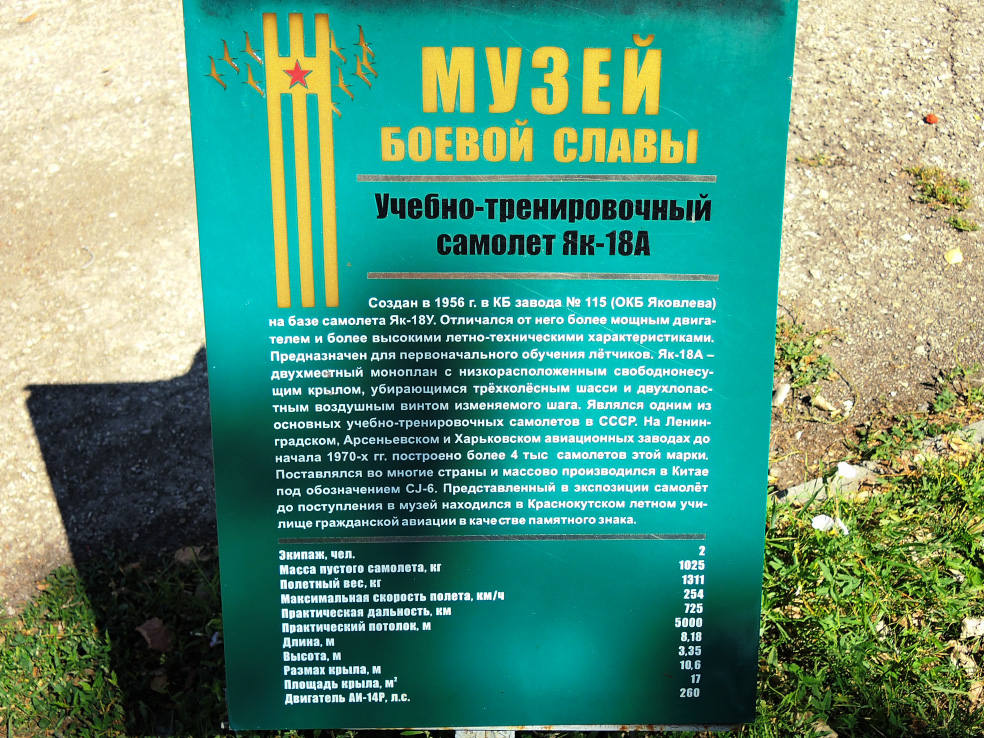 МУЗЕЙ
БОЕВОЙ СЛАВЫ
Учебно-тренировочный
самолет Як-18А
Создан в 1956 г. в КБ завода № 115 (ОКБ Яковлева)
на базе самолета Як-18У. Отличался от него более мощным двига-
телем и более высокими летно-техническими характеристиками.
Предназначен для первоначального обучения лётчиков. Як-18А –
двухместный моноплан с низкорасположенным свободнонесу-
щим крылом, убирающимся трёхколёсным шасси и двухлопас-
тным воздушным винтом изменяемого шага. Являлся одним из
основных учебно-тренировочных самолетов в СССР. На Ленин-
градском, Арсеньевском и Харьковском авиационных заводах до
начала 1970-х гг. построено более 4 тыс самолетов этой марки.
Поставлялся во многие страны и массово производился в Китае
под обозначением CJ-6. Представленный в экспозиции самолёт
до поступления в музей находился в Краснокутском летном учи-
лище гражданской авиации в качестве памятного знака.
Экипаж, чел. 2
Масса пустого самолета, кг 1025
Полетный вес, кг 1311
Максимальная скорость полета, км/ч 254
Практическая дальность, км 725
Практический потолок, м 5000
Длина, м 8,18
Высота, м 3,35
Размах крыла, м 10,6
Площадь крыла, м² 17
Двигатель АИ-14Р, л.с. 260